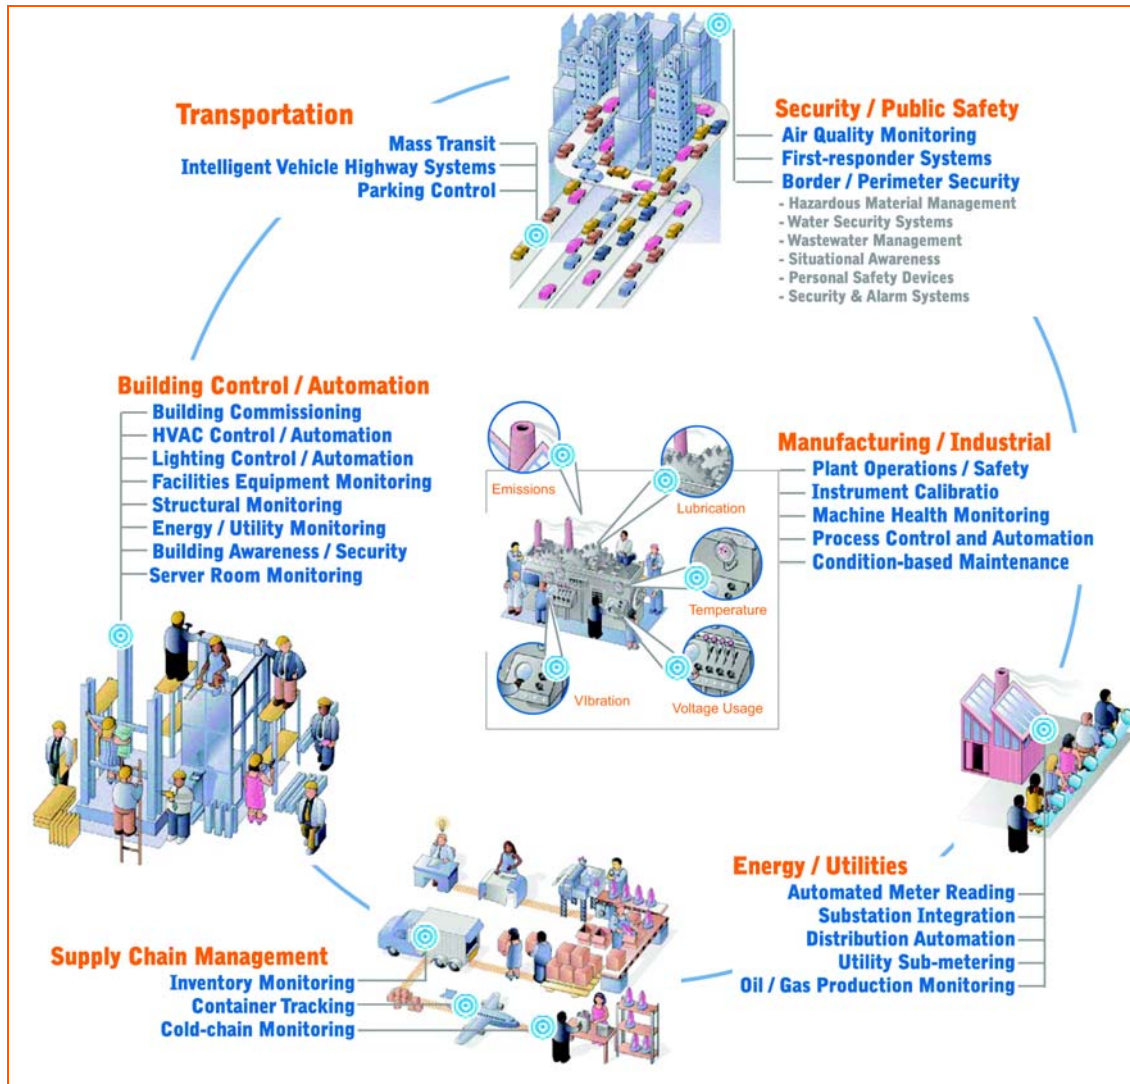 Transportation
Mass Transit
Intelligent Vehicle Highway Systems
Parking Control
Security / Public Safety
Air Quality Monitoring
First-responder Systems
Border / Perimeter Security
- Hazardous Material Management
- Water Security Systems
- Wastewater Management
- Situational Awareness
- Personal Safety Devices
- Security & Alarm Systems
Building Control / Automation
Building Commissioning
HVAC Control / Automation
Lighting Control / Automation
Facilities Equipment Monitoring
Structural Monitoring
Energy / Utility Monitoring
Building Awareness / Security
Server Room Monitoring
Emissions
Lubrication
Temperature
VIbration
Voltage Usage
Manufacturing / Industrial
Plant Operations / Safety
Instrument Calibratio
Machine Health Monitoring
Process Control and Automation
Condition-based Maintenance
Energy / Utilities
Automated Meter Reading
Substation Integration
Distribution Automation
Utility Sub-metering
Oil / Gas Production Monitoring
Supply Chain Management
Inventory Monitoring
Container Tracking
Cold-chain Monitoring